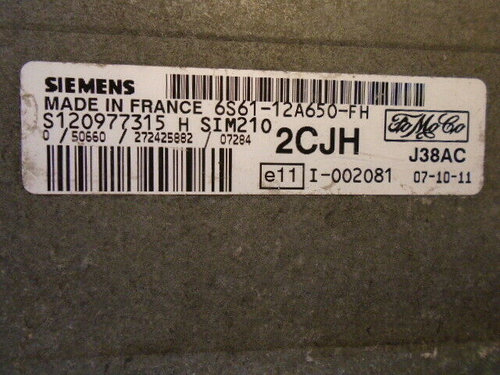 SIEMENS
MADE IN FRANCE 6S61-12A650-FH
S120977315 H SIM210
0 / 50660 / 272425882 / 07284
2CJH
FoMoCo
J38AC
e11 I-002081 07-10-11